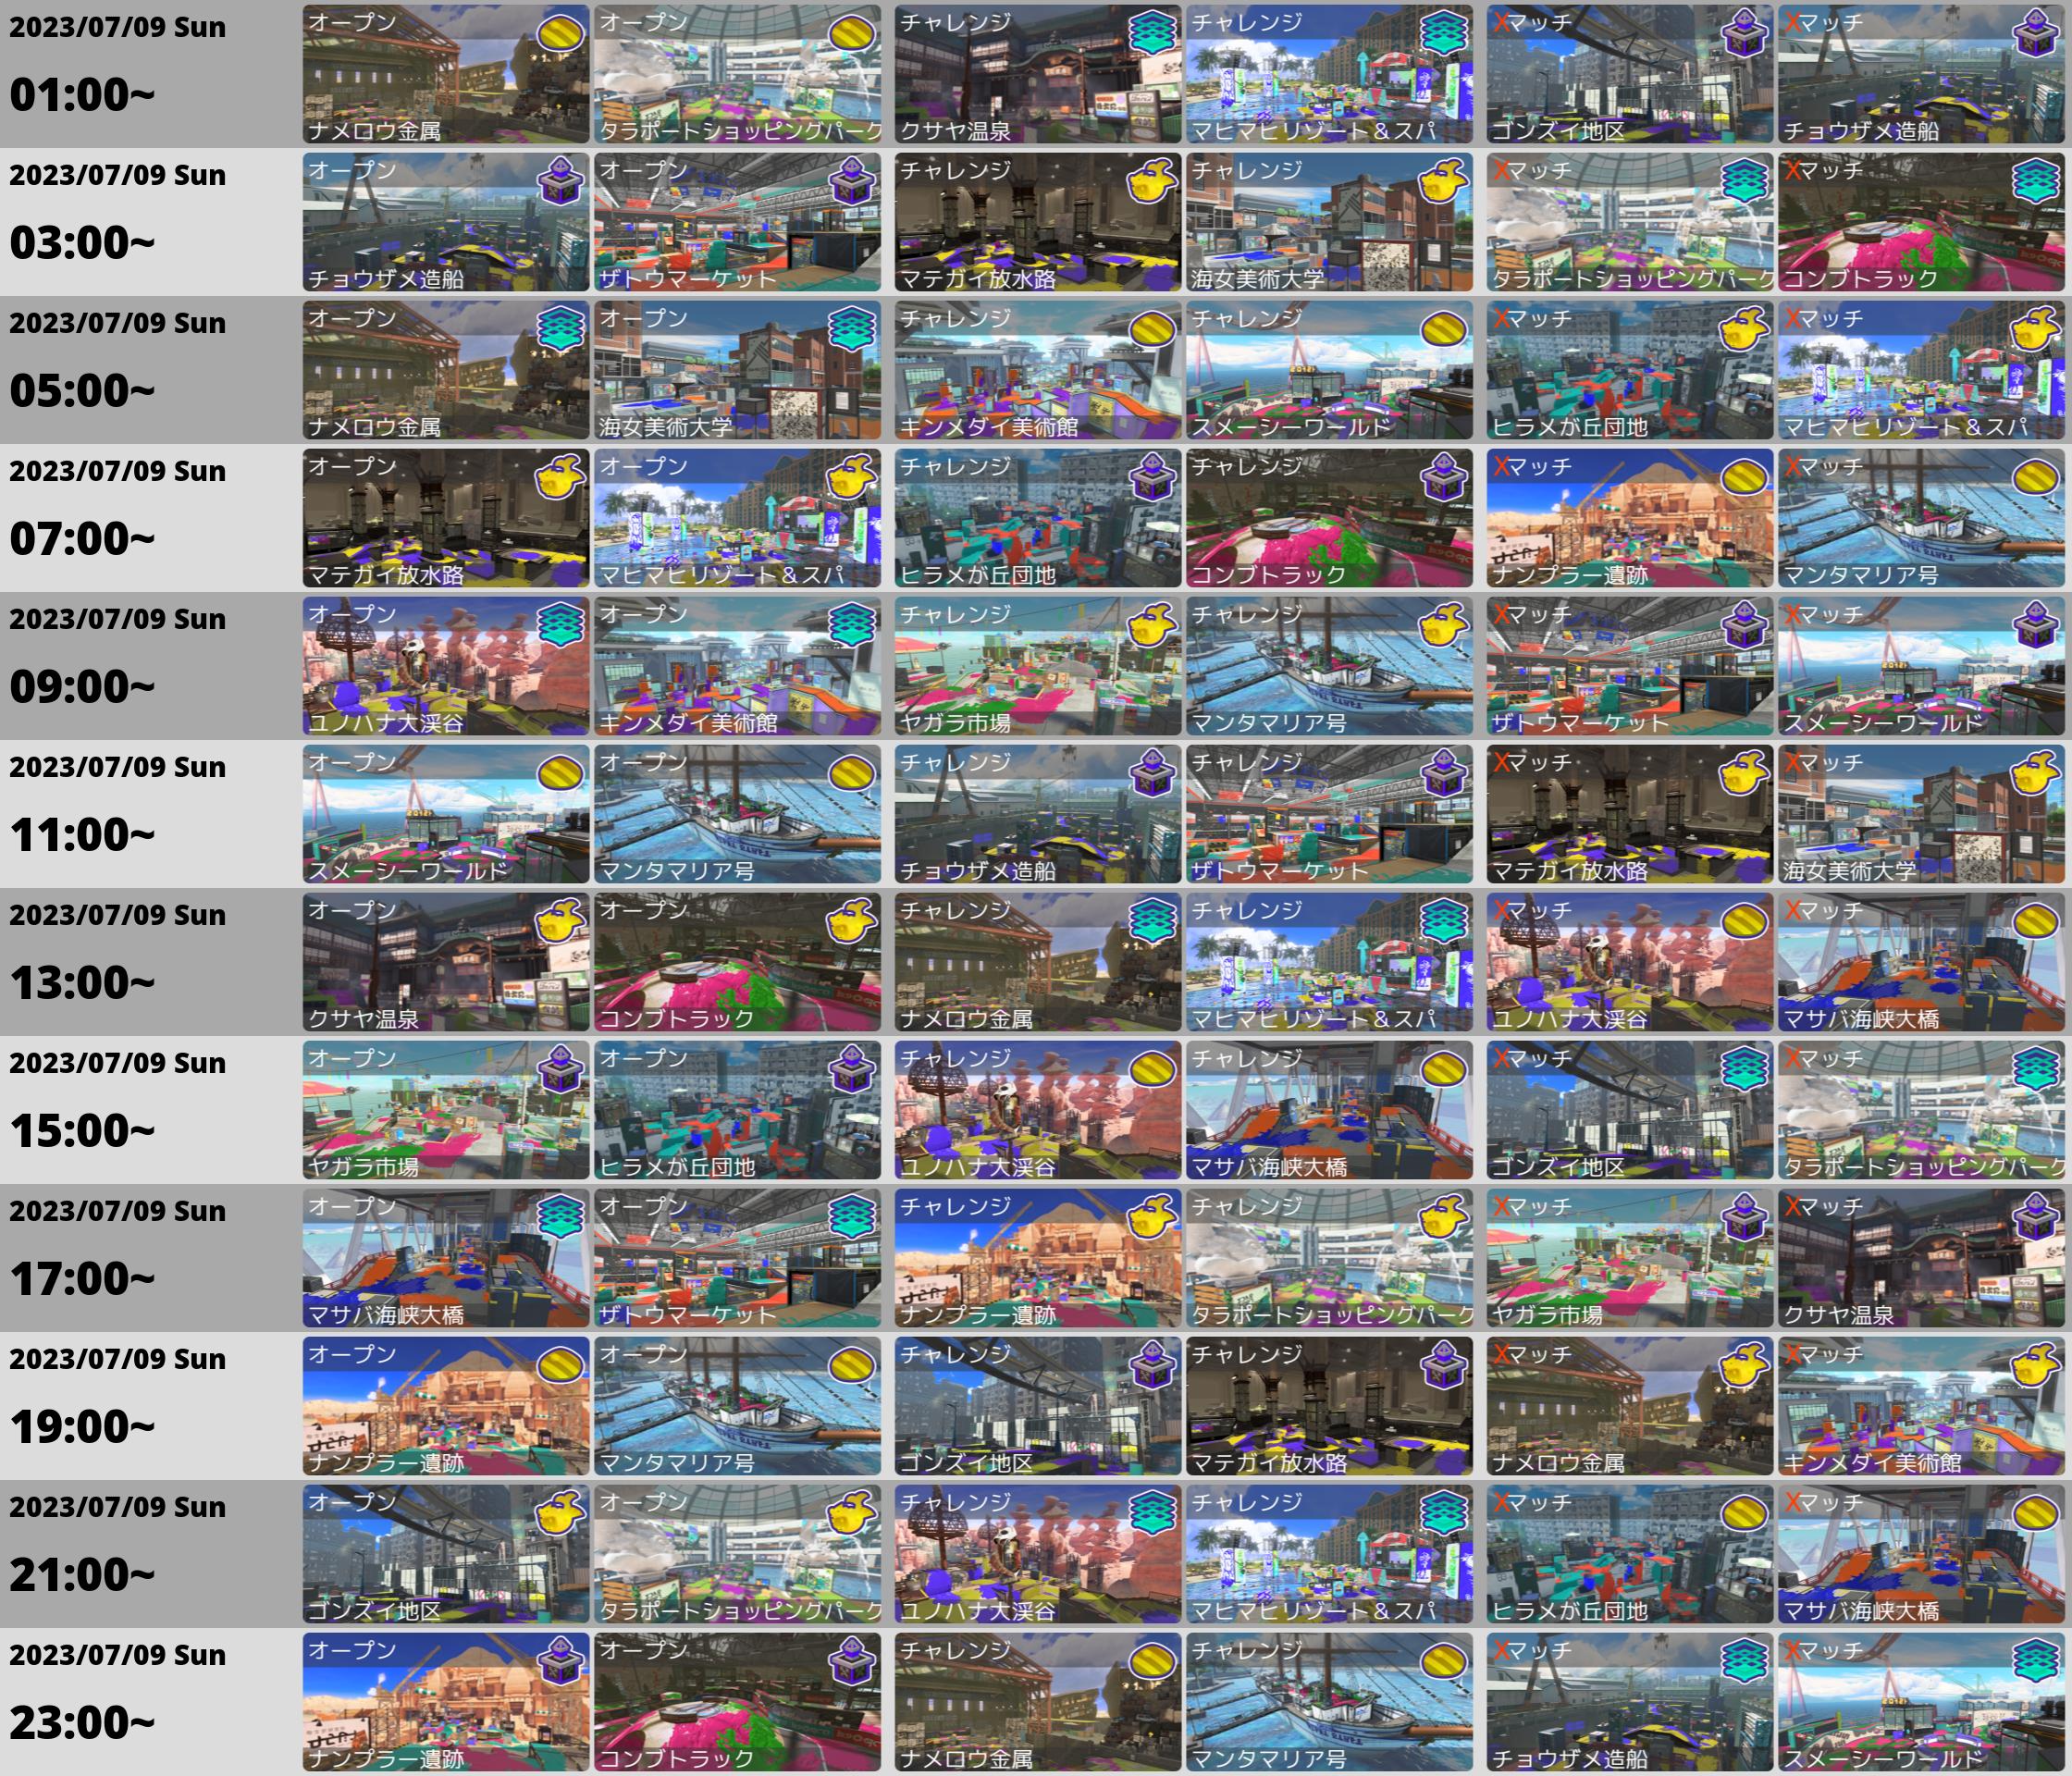 2023/07/09 Sun
01:00~
オープン
ナメロウ金属
オープン
タラポートショッピングパーク
チャレンジ
クサヤ温泉
チャレンジ
マヒマヒリゾート＆スパ
Xマッチ
ゴンズイ地区
Xマッチ
チョウザメ造船
2023/07/09 Sun
03:00~
オープン
チョウザメ造船
オープン
ザトウマーケット
チャレンジ
マテガイ放水路
チャレンジ
海女美術大学
Xマッチ
タラポートショッピングパーク
Xマッチ
コンブトラック
2023/07/09 Sun
05:00~
オープン
ナメロウ金属
オープン
海女美術大学
チャレンジ
キンメダイ美術館
チャレンジ
スメーシーワールド
Xマッチ
ヒラメが丘団地
Xマッチ
マヒマヒリゾート＆スパ
2023/07/09 Sun
07:00~
オープン
マテガイ放水路
オープン
マヒマヒリゾート＆スパ
チャレンジ
ヒラメが丘団地
チャレンジ
コンブトラック
Xマッチ
ナンプラー遺跡
Xマッチ
マンタマリア号
2023/07/09 Sun
09:00~
オープン
ユノハナ大渓谷
オープン
キンメダイ美術館
チャレンジ
ヤガラ市場
チャレンジ
マンタマリア号
Xマッチ
ザトウマーケット
Xマッチ
スメーシーワールド
2023/07/09 Sun
11:00~
オープン
スメーシーワールド
オープン
マンタマリア号
チャレンジ
チョウザメ造船
チャレンジ
ザトウマーケット
Xマッチ
マテガイ放水路
Xマッチ
海女美術大学
2023/07/09 Sun
13:00~
オープン
クサヤ温泉
オープン
コンブトラック
チャレンジ
ナメロウ金属
チャレンジ
マヒマヒリゾート＆スパ
Xマッチ
ユノハナ大渓谷
Xマッチ
マサバ海峡大橋
2023/07/09 Sun
15:00~
オープン
ヤガラ市場
オープン
ヒラメが丘団地
チャレンジ
ユノハナ大渓谷
チャレンジ
マサバ海峡大橋
Xマッチ
ゴンズイ地区
Xマッチ
タラポートショッピングパーク
2023/07/09 Sun
17:00~
オープン
マサバ海峡大橋
オープン
ザトウマーケット
チャレンジ
ナンプラー遺跡
チャレンジ
タラポートショッピングパーク
Xマッチ
ヤガラ市場
Xマッチ
クサヤ温泉
2023/07/09 Sun
19:00~
オープン
ナンプラー遺跡
オープン
マンタマリア号
チャレンジ
ゴンズイ地区
チャレンジ
マテガイ放水路
Xマッチ
ナメロウ金属
Xマッチ
キンメダイ美術館
2023/07/09 Sun
21:00~
オープン
ゴンズイ地区
オープン
タラポートショッピングパーク
チャレンジ
ユノハナ大渓谷
チャレンジ
マヒマヒリゾート＆スパ
Xマッチ
ヒラメが丘団地
Xマッチ
マサバ海峡大橋
2023/07/09 Sun
23:00~
オープン
ナンプラー遺跡
オープン
コンブトラック
チャレンジ
ナメロウ金属
チャレンジ
マンタマリア号
Xマッチ
チョウザメ造船
Xマッチ
スメーシーワールド